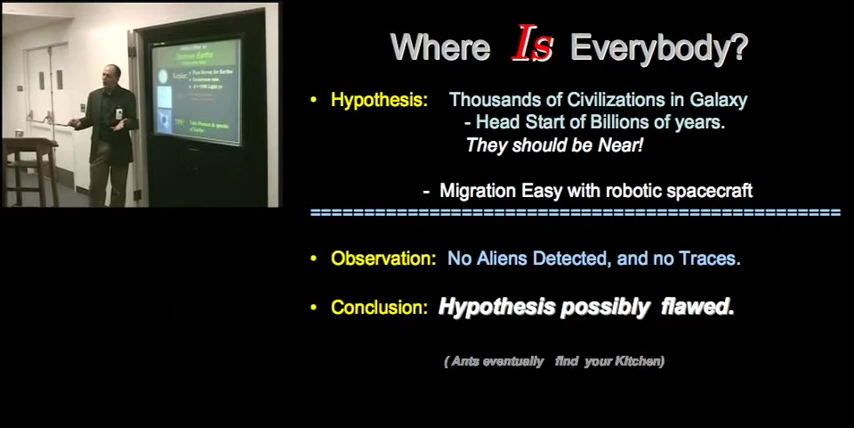 Where Is Everybody?
• Hypothesis: Thousands of Civilizations in Galaxy
- Head Start of Billions of years.
They should be Near!
- Migration Easy with robotic spacecraft
=================================================
• Observation: No Aliens Detected, and no Traces.
• Conclusion: Hypothesis possibly flawed.
( Ants eventually find your Kitchen)